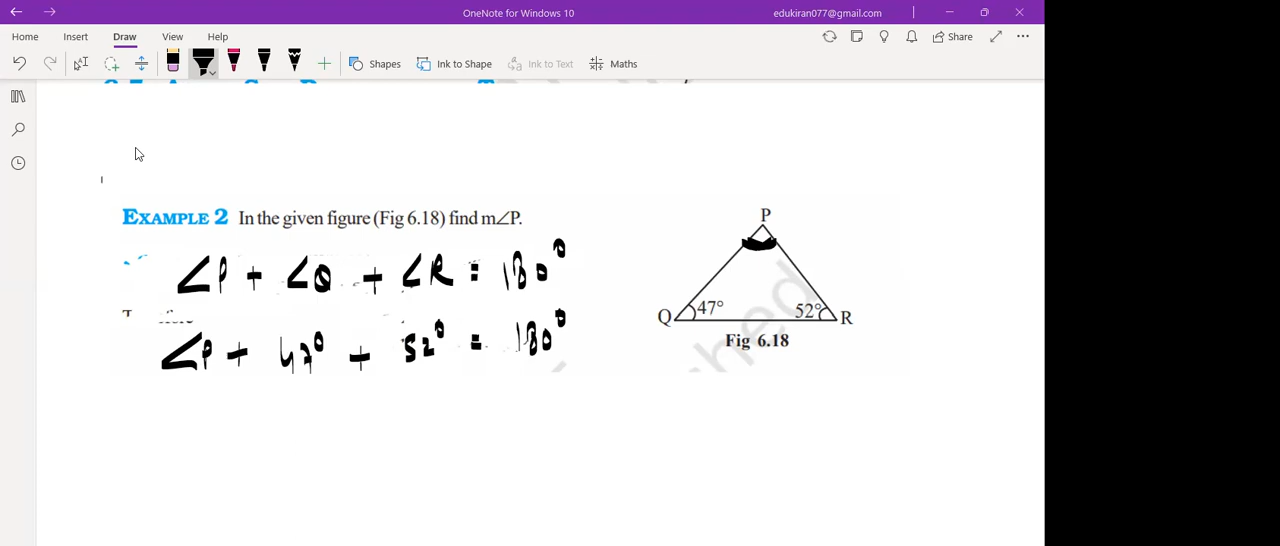 OneNote for Windows 10
edukiran077@gmail.com
Home Insert Draw View Help
Share
Shapes Ink to Shape Ink to Text Maths
EXAMPLE 2 In the given figure (Fig 6.18) find m∠P.
∠P + ∠Q + ∠R = 180°
∠P + 47° + 52° = 180°
P
Q 47° 52° R
Fig 6.18